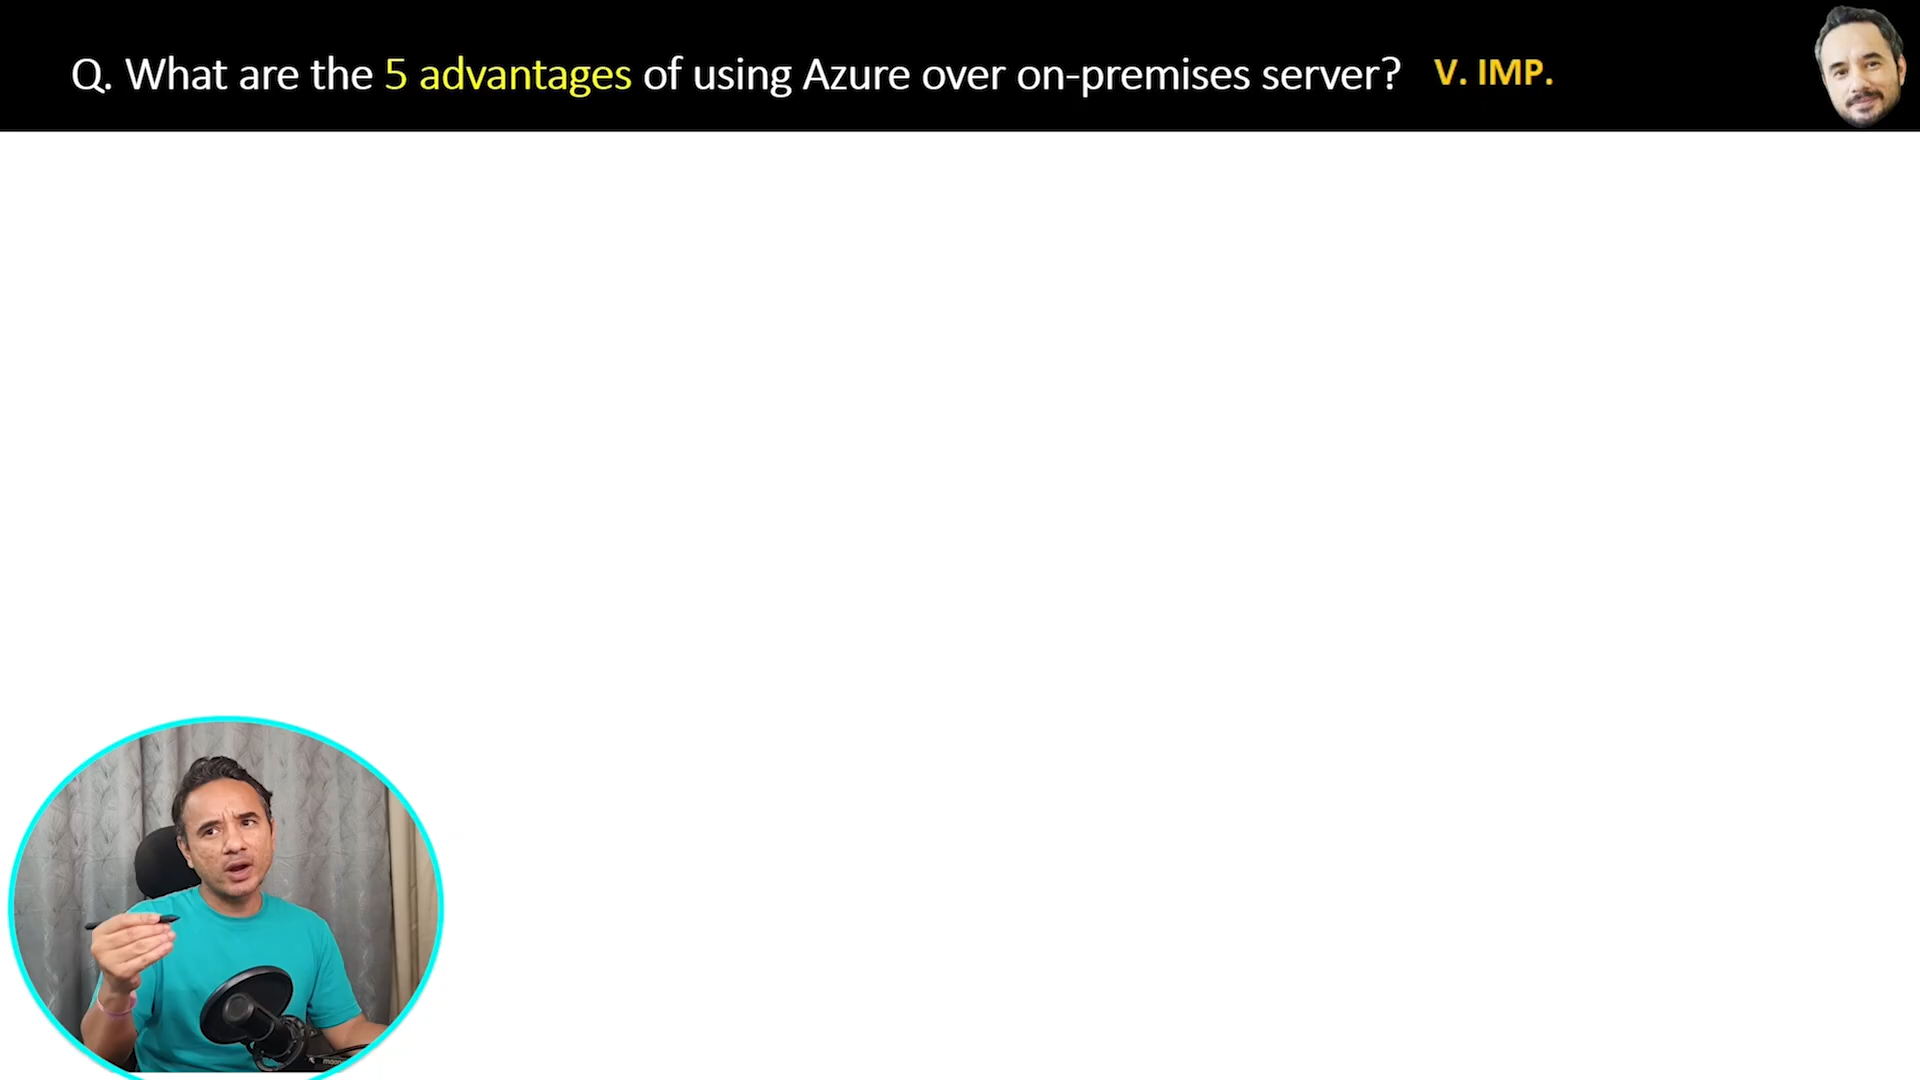 Q. What are the 5 advantages of using Azure over on-premises server? V. IMP.